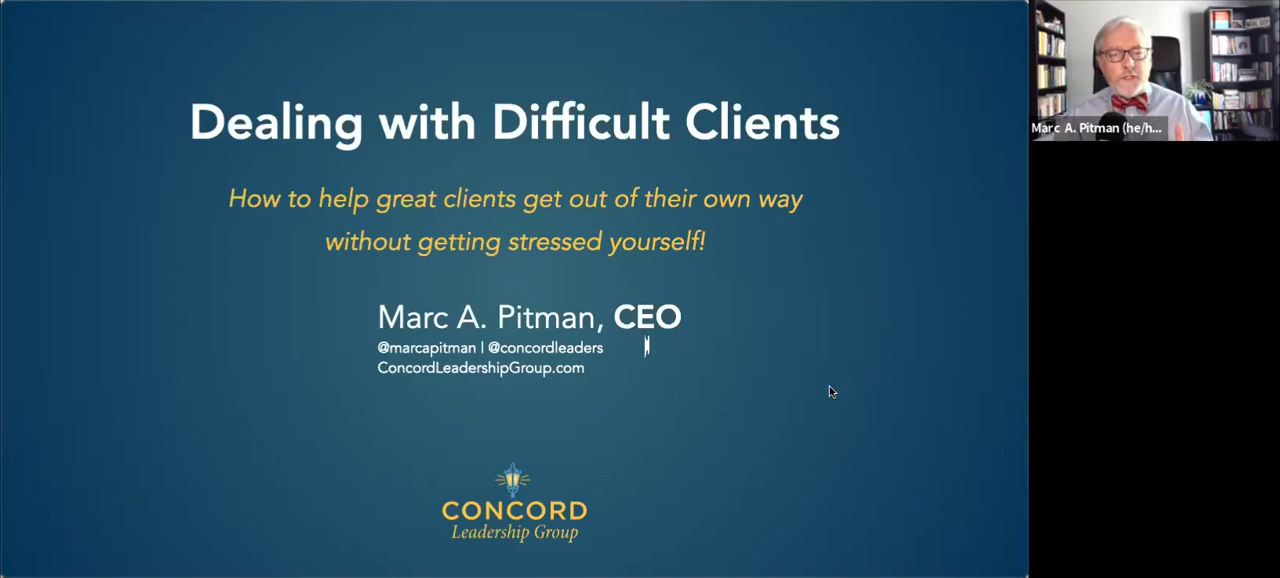 Dealing with Difficult Clients
How to help great clients get out of their own way
without getting stressed yourself!
Marc A. Pitman, CEO
@marcapitman | @concordleaders
ConcordLeadershipGroup.com
CONCORD
Leadership Group
Marc A. Pitman (he/h...